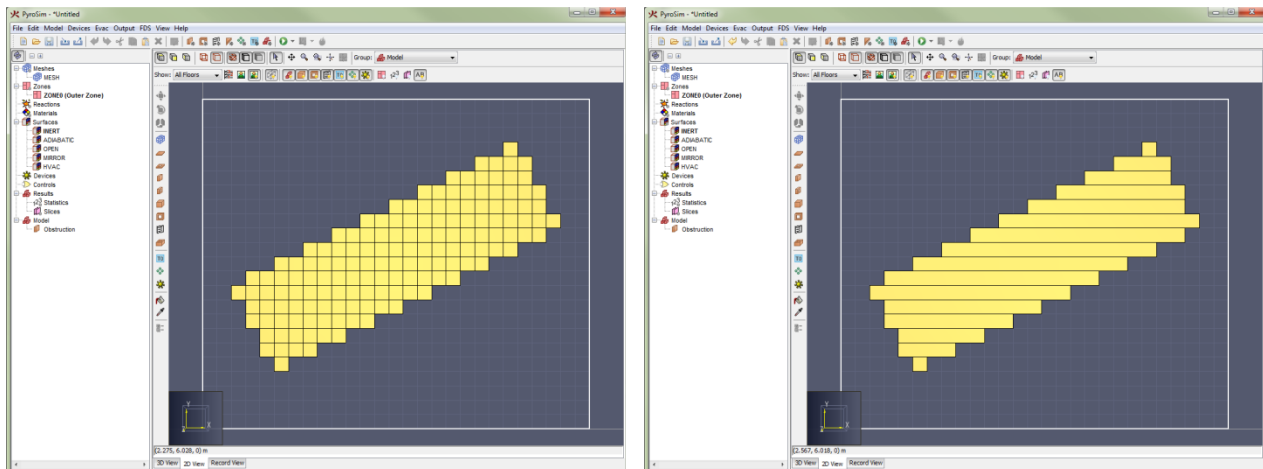 PyroSim - *Untitled
File Edit Model Devices Evac Output FDS View Help
Group: Model
Show: All Floors
Meshes
MESH
Zones
ZONE0 (Outer Zone)
Reactions
Materials
Surfaces
INERT
ADIABATIC
OPEN
MIRROR
HVAC
Devices
Controls
Results
Statistics
Slices
Model
Obstruction
Y
Z
X
(2.275, 6.028, 0) m
3D View 2D View Record View
PyroSim - *Untitled
File Edit Model Devices Evac Output FDS View Help
Group: Model
Show: All Floors
Meshes
MESH
Zones
ZONE0 (Outer Zone)
Reactions
Materials
Surfaces
INERT
ADIABATIC
OPEN
MIRROR
HVAC
Devices
Controls
Results
Statistics
Slices
Model
Obstruction
Y
Z
X
(2.567, 6.018, 0) m
3D View 2D View Record View